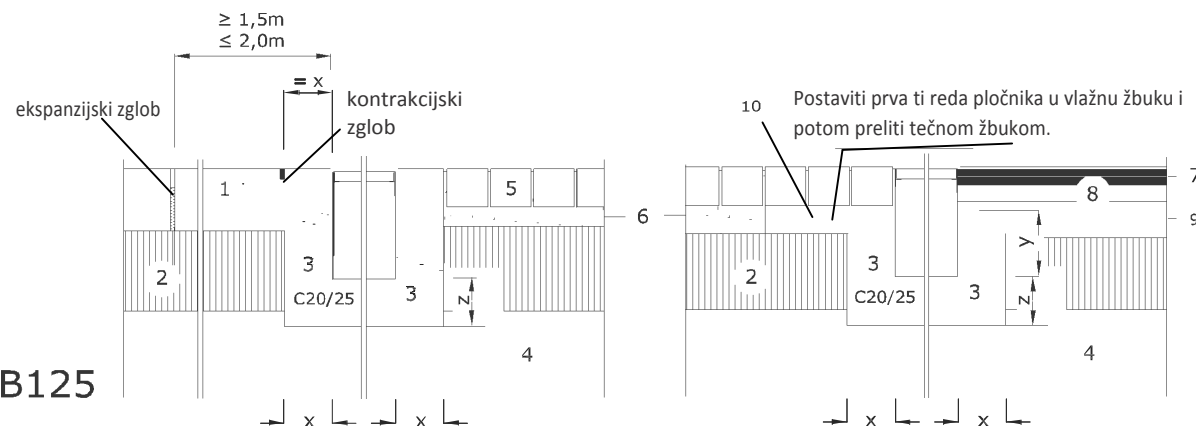 ≥ 1,5m
≤ 2,0m
= x
ekspanzijski zglob
kontrakcijski
zglob
1
2
3
C20/25
3
z
4
5
6
B125
x
x
10
Postaviti prva ti reda pločnika u vlažnu žbuku i
potom preliti tečnom žbukom.
7
8
9
2
3
C20/25
3
y
z
4
x
x